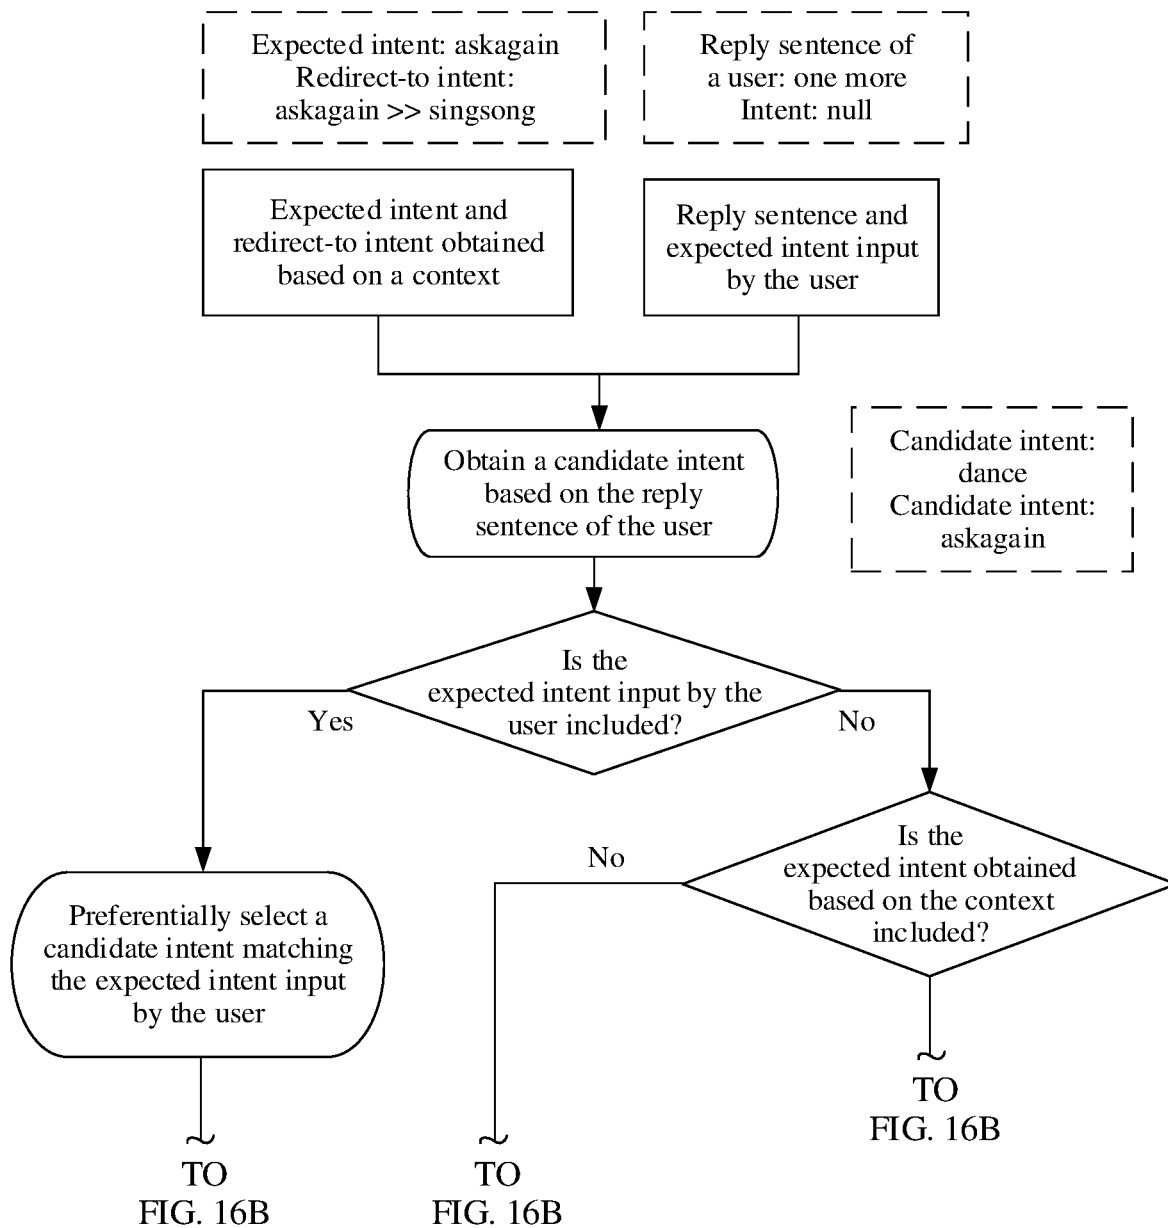 Expected intent: askagain
Redirect-to intent:
askagain >> singsong
Reply sentence of
a user: one more
Intent: null
Expected intent and
redirect-to intent obtained
based on a context
Reply sentence and
expected intent input
by the user
Obtain a candidate intent
based on the reply
sentence of the user
Candidate intent:
dance
Candidate intent:
askagain
Is the
expected intent input by the
user included?
Yes
No
Is the
expected intent obtained
based on the context
included?
No
Preferentially select a
candidate intent matching
the expected intent input
by the user
TO
FIG. 16B
TO
FIG. 16B
TO
FIG. 16B